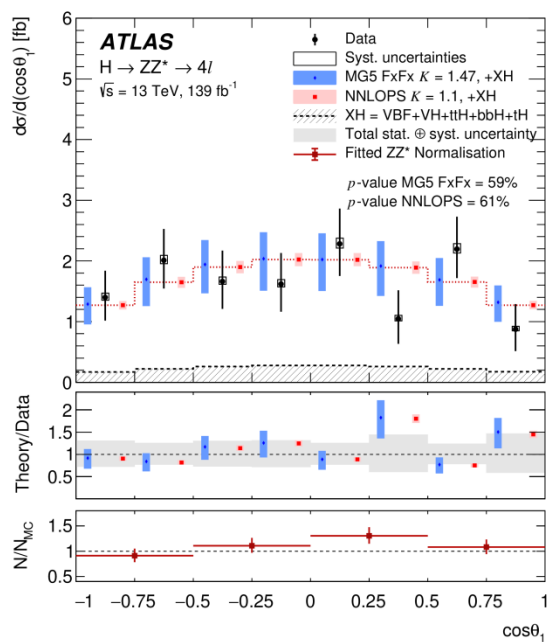 dσ/d(cosθ₁) [fb]
ATLAS
H → ZZ* → 4l
√s = 13 TeV, 139 fb⁻¹
Data
Syst. uncertainties
MG5 FxFx K = 1.47, +XH
NNLOPS K = 1.1, +XH
XH = VBF+VH+ttH+bbH+tH
Total stat. ⊕ syst. uncertainty
Fitted ZZ* Normalisation
p-value MG5 FxFx = 59%
p-value NNLOPS = 61%
6
5
4
3
2
1
0
Theory/Data
2
1.5
1
0.5
0
N/N_MC
1.5
1
0.5
−1 −0.75 −0.5 −0.25 0 0.25 0.5 0.75 1
cosθ₁